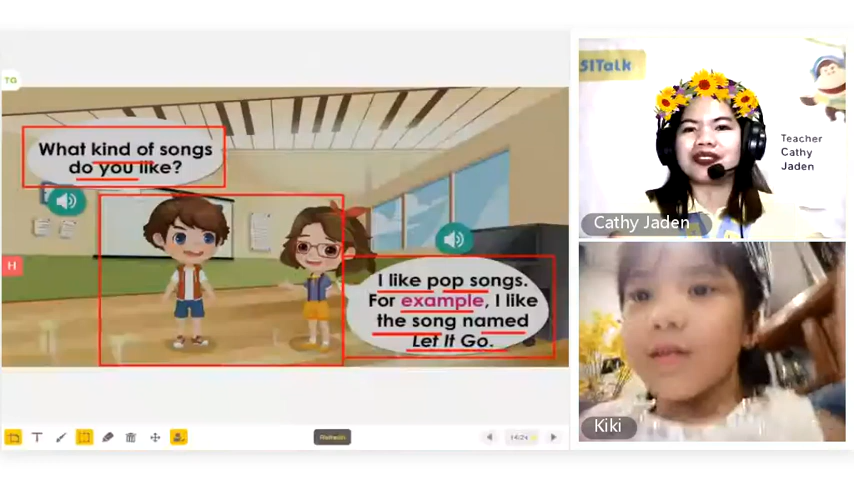 TG
What kind of songs
do you like?
H
I like pop songs.
For example, I like
the song named
Let It Go.
51Talk
Teacher
Cathy
Jaden
Cathy Jaden
Kiki
T